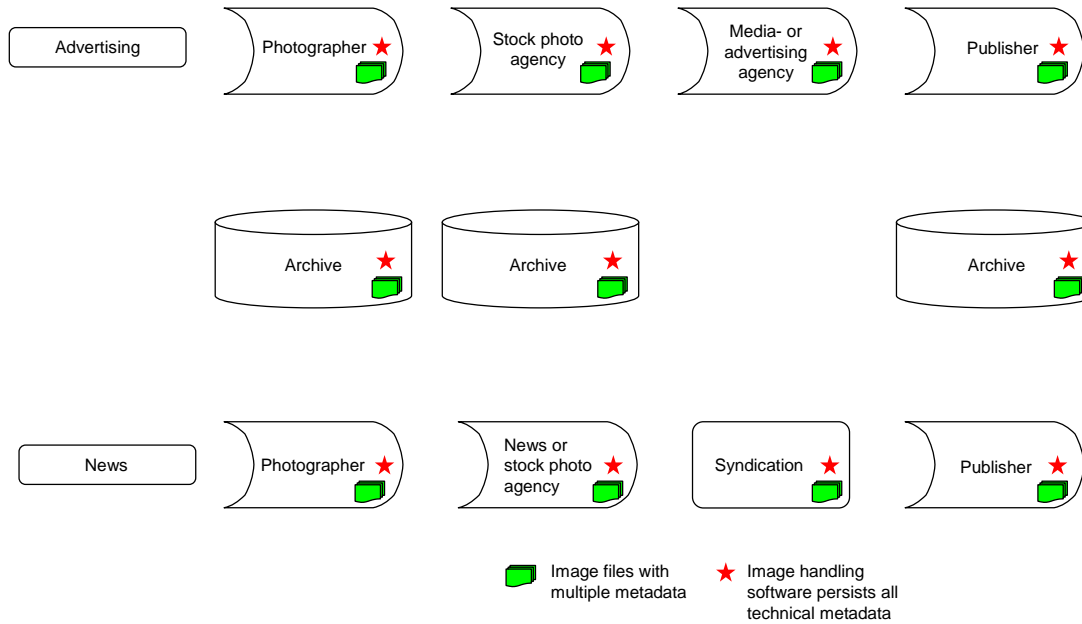 Advertising
Photographer
Stock photo
agency
Media- or
advertising
agency
Publisher
Archive
Archive
Archive
News
Photographer
News or
stock photo
agency
Syndication
Publisher
Image files with
multiple metadata
Image handling
software persists all
technical metadata